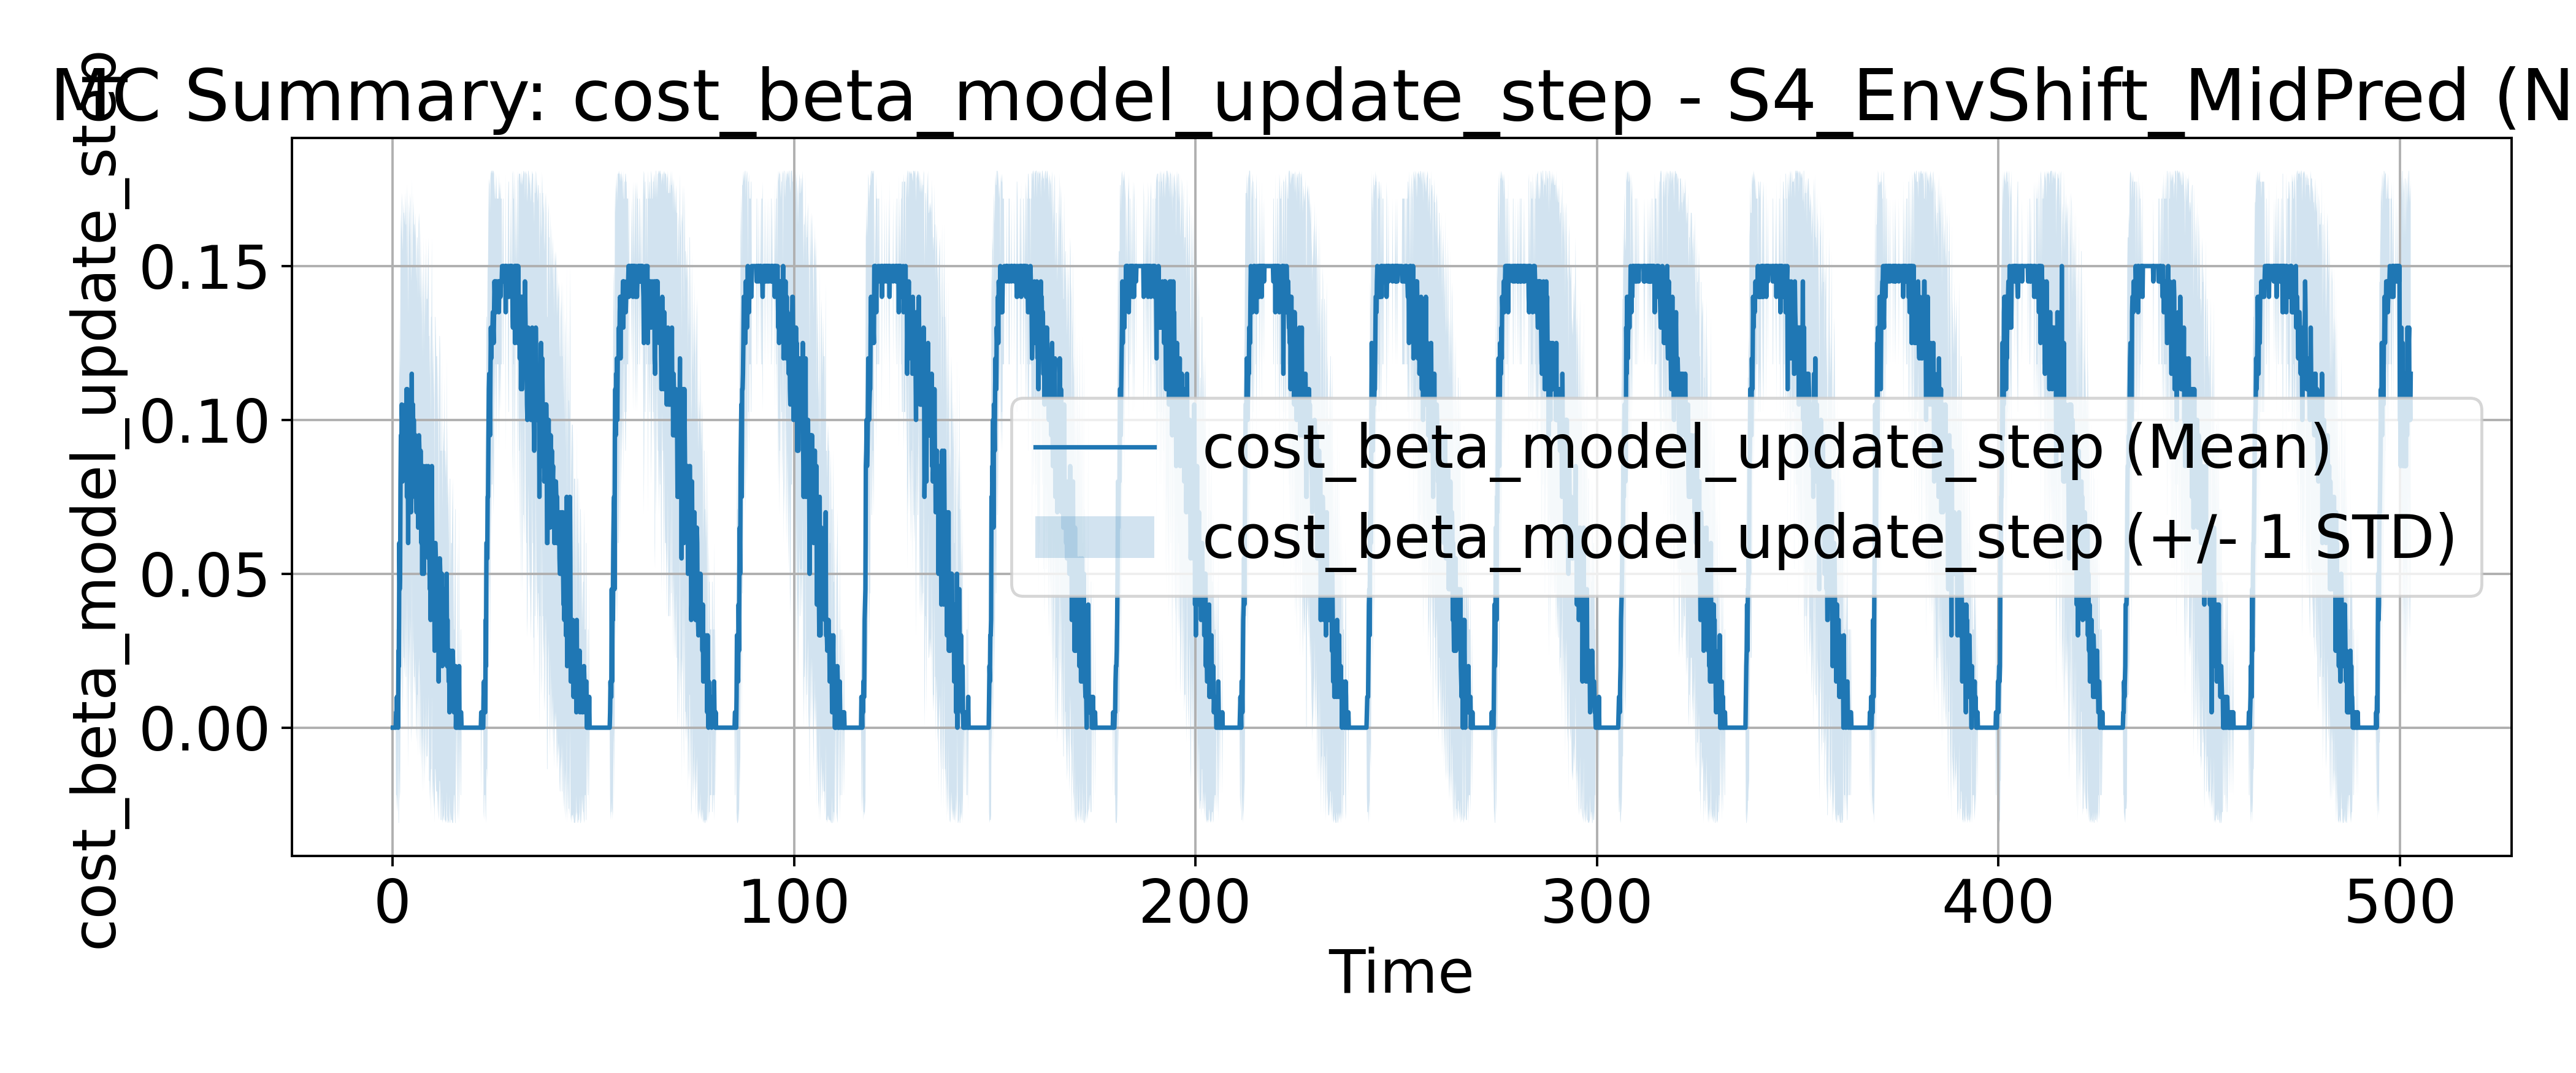 MC Summary: cost_beta_model_update_step - S4_EnvShift_MidPred (N
cost_beta_model_update_step
0.15
0.10
0.05
0.00
cost_beta_model_update_step (Mean)
cost_beta_model_update_step (+/- 1 STD)
0 100 200 300 400 500
Time